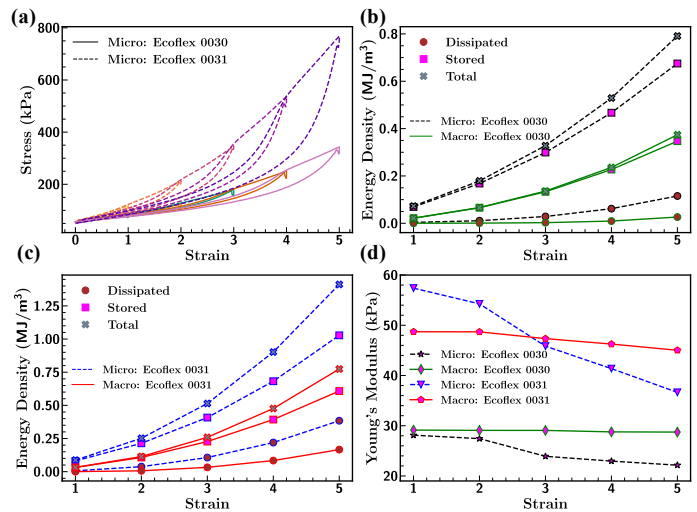 (a)
Micro: Ecoflex 0030
Micro: Ecoflex 0031
Stress (kPa)
800
600
400
200
0 1 2 3 4 5
Strain
(b)
Dissipated
Stored
Total
Micro: Ecoflex 0030
Macro: Ecoflex 0030
Energy Density (MJ/m³)
0.8
0.6
0.4
0.2
0.0
1 2 3 4 5
Strain
(c)
Dissipated
Stored
Total
Micro: Ecoflex 0031
Macro: Ecoflex 0031
Energy Density (MJ/m³)
1.25
1.00
0.75
0.50
0.25
0.00
1 2 3 4 5
Strain
(d)
Micro: Ecoflex 0030
Macro: Ecoflex 0030
Micro: Ecoflex 0031
Macro: Ecoflex 0031
Young's Modulus (kPa)
60
50
40
30
20
1 2 3 4 5
Strain